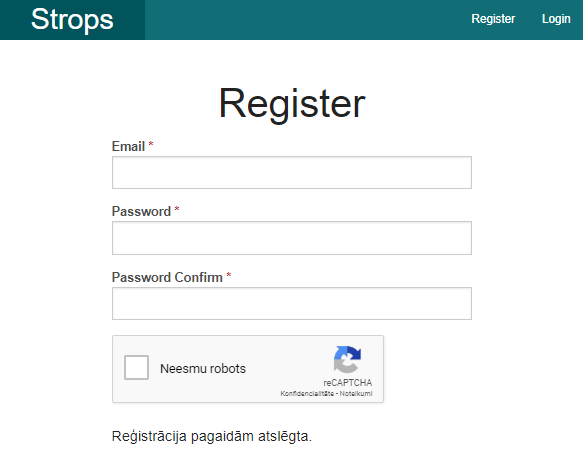 Strops
Register
Login
Register
Email *
Password *
Password Confirm *
Neesmu robots
reCAPTCHA
Konfidencialitāte - Noteikumi
Reģistrācija pagaidām atslēgta.